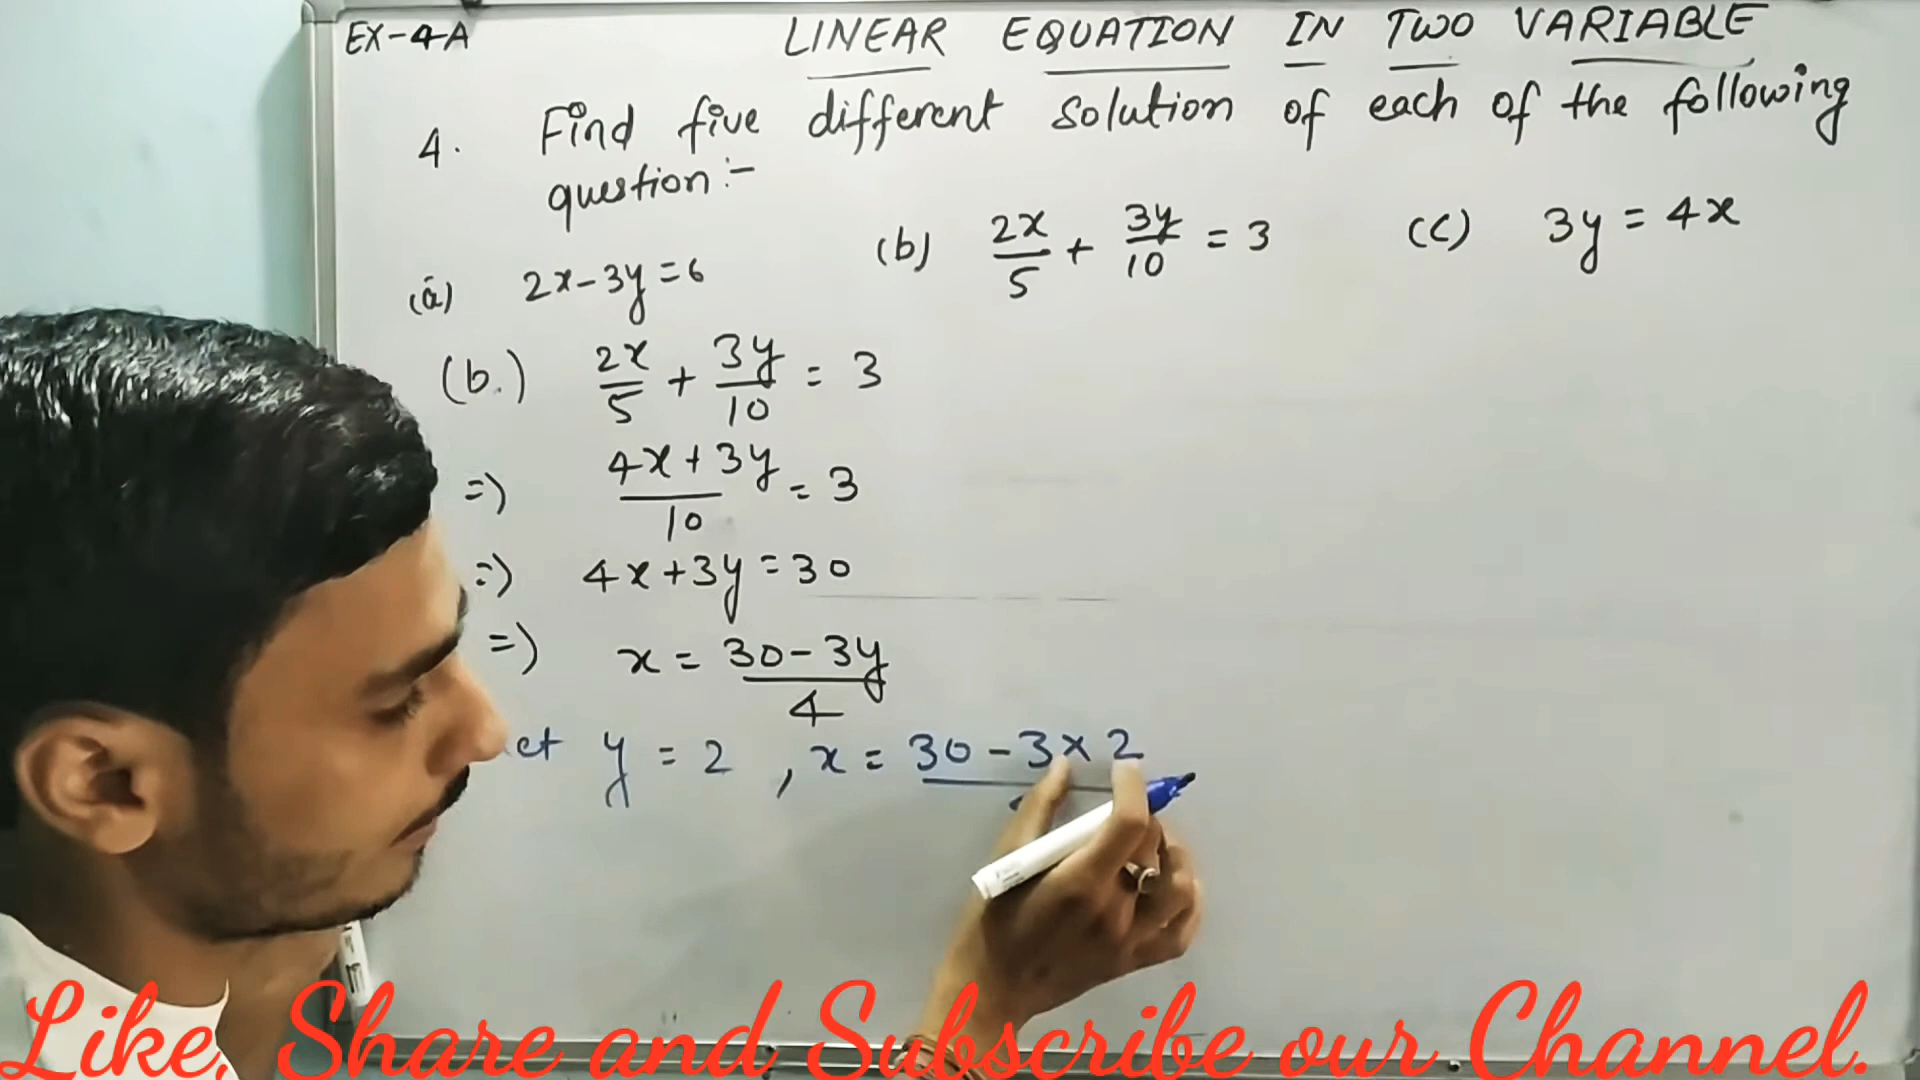 EX-4A
LINEAR EQUATION IN TWO VARIABLE
4. Find five different solution of each of the following
question:-
(a) 2x-3y=6 (b) 2x/5 + 3y/10 = 3 (c) 3y = 4x
(b.) 2x/5 + 3y/10 = 3
=) 4x+3y/10 = 3
=) 4x+3y=30
=) x = 30-3y/4
y = 2 , x = 30-3x2
Like, Share and Subscribe our Channel.